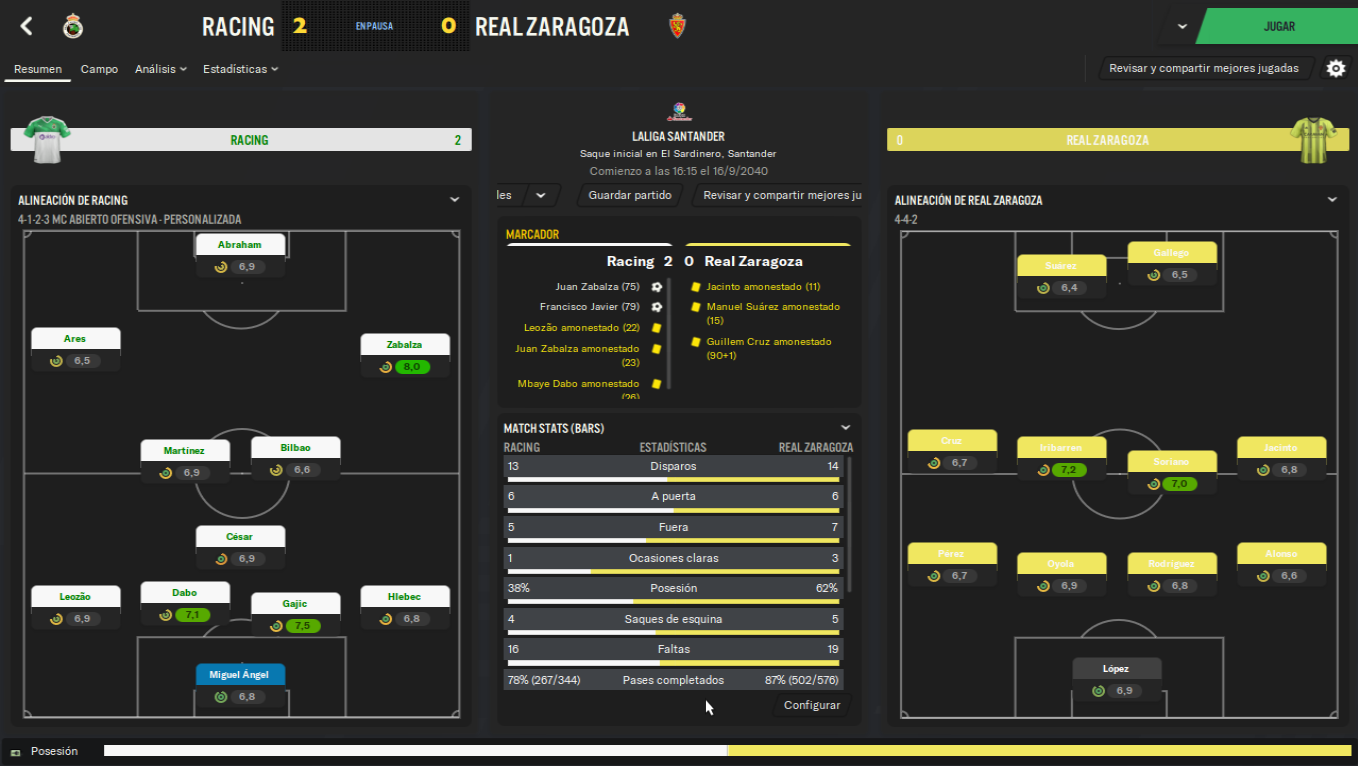 RACING 2 EN PAUSA 0 REAL ZARAGOZA
JUGAR
Resumen Campo Análisis Estadísticas
Revisar y compartir mejores jugadas
RACING 2
LALIGA SANTANDER
Saque inicial en El Sardinero, Santander
Comienzo a las 16:15 el 16/9/2040
les Guardar partido Revisar y compartir mejores ju
0 REAL ZARAGOZA
ALINEACIÓN DE RACING
4-1-2-3 MC ABIERTO OFENSIVA - PERSONALIZADA
Abraham
6,9
Ares
6,5
Zabalza
8,0
Martínez
6,9
Bilbao
6,6
César
6,9
Leozão
6,9
Dabo
7,1
Gajic
7,5
Hlebec
6,8
Miguel Ángel
6,8
MARCADOR
Racing 2 0 Real Zaragoza
Juan Zabalza (75)
Francisco Javier (79)
Leozão amonestado (22)
Juan Zabalza amonestado
(23)
Mbaye Dabo amonestado
(26)
Jacinto amonestado (11)
Manuel Suárez amonestado
(15)
Guillem Cruz amonestado
(90+1)
MATCH STATS (BARS)
RACING ESTADÍSTICAS REAL ZARAGOZA
13 Disparos 14
6 A puerta 6
5 Fuera 7
1 Ocasiones claras 3
38% Posesión 62%
4 Saques de esquina 5
16 Faltas 19
78% (267/344) Pases completados 87% (502/576)
Configurar
ALINEACIÓN DE REAL ZARAGOZA
4-4-2
Suárez
6,4
Gallego
6,5
Cruz
6,7
Iribarren
7,2
Soriano
7,0
Jacinto
6,8
Pérez
6,7
Oyola
6,9
Rodríguez
6,8
Alonso
6,6
López
6,9
Posesión